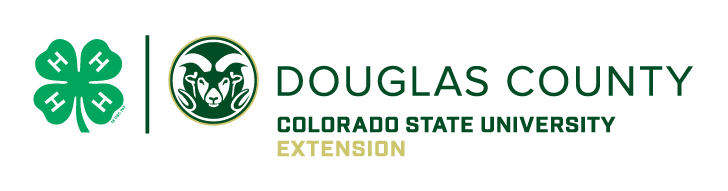 H H
H H
DOUGLAS COUNTY
COLORADO STATE UNIVERSITY
EXTENSION